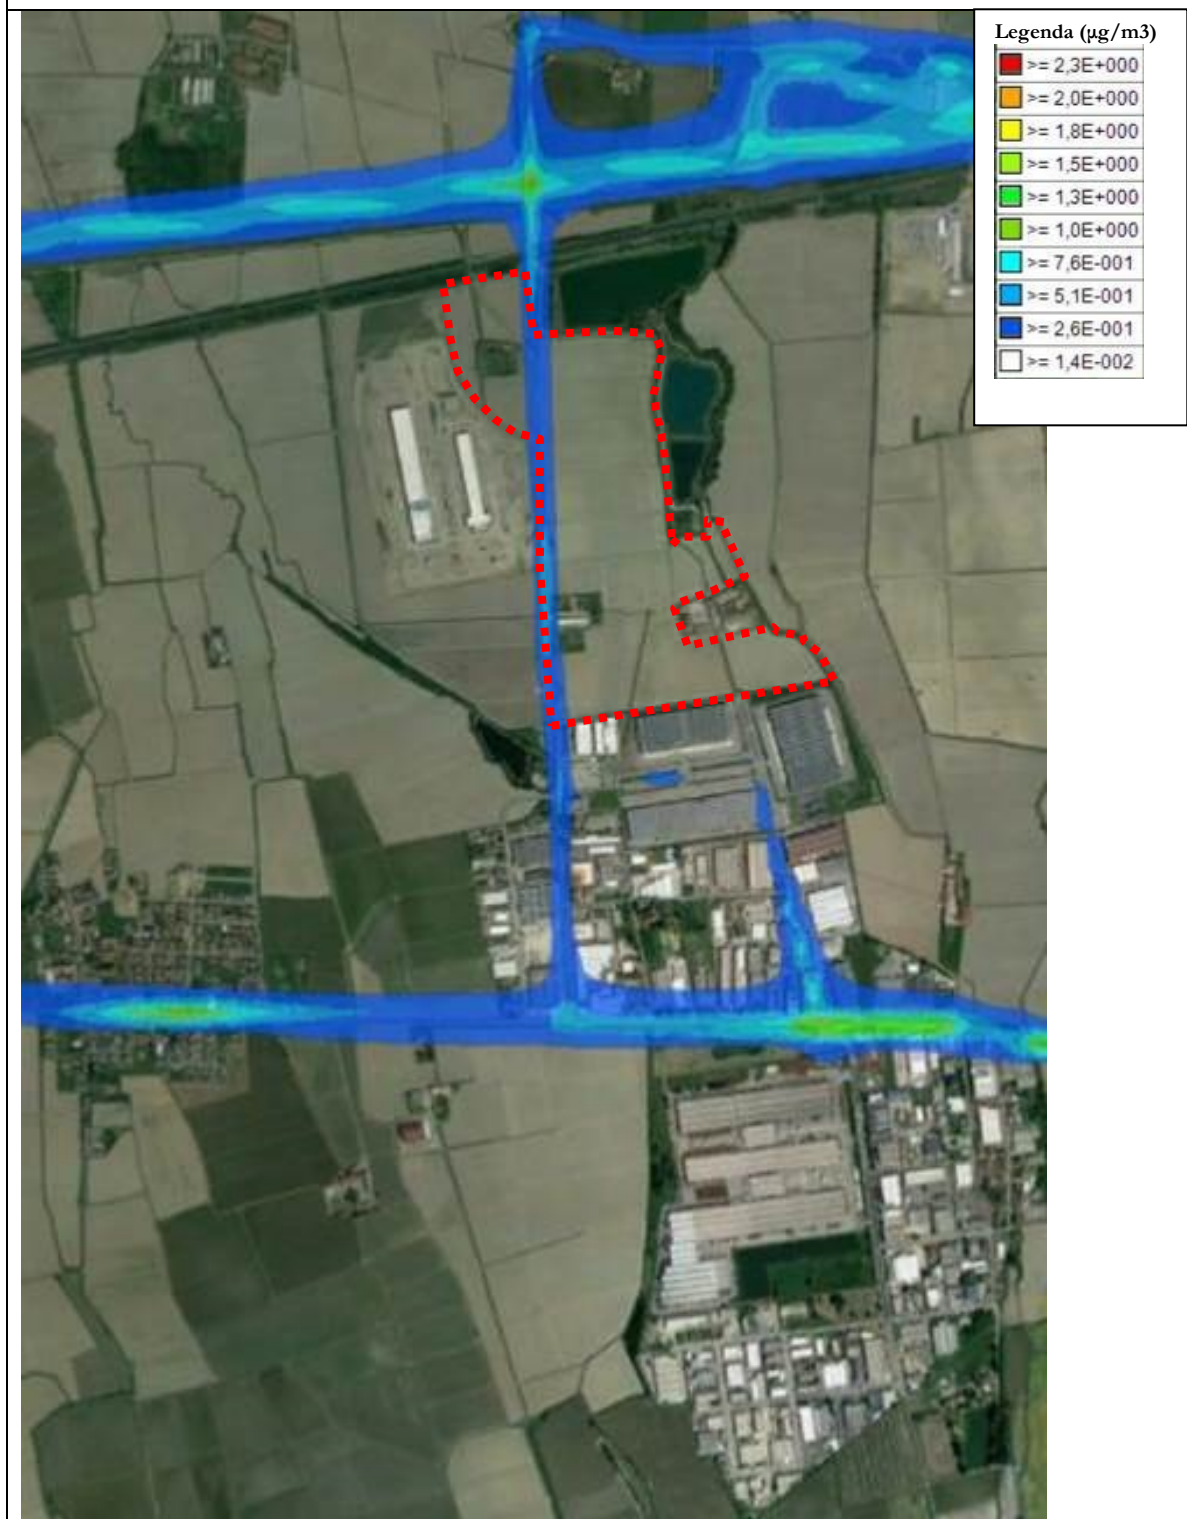 Legenda (µg/m3)
>= 2,3E+000
>= 2,0E+000
>= 1,8E+000
>= 1,5E+000
>= 1,3E+000
>= 1,0E+000
>= 7,6E-001
>= 5,1E-001
>= 2,6E-001
>= 1,4E-002